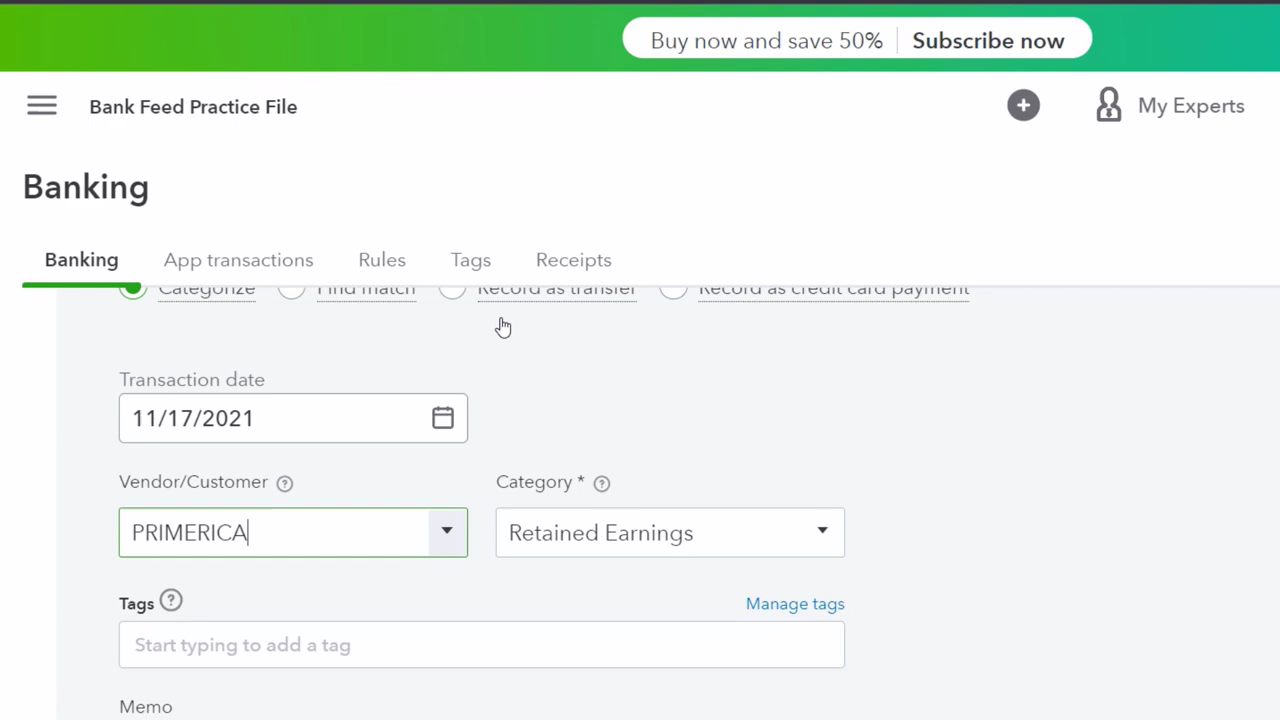 Buy now and save 50% Subscribe now
Bank Feed Practice File My Experts
Banking
Banking App transactions Rules Tags Receipts
Categorize Find match Record as transfer Record as credit card payment
Transaction date
11/17/2021
Vendor/Customer ? Category * ?
PRIMERICA Retained Earnings
Tags ? Manage tags
Start typing to add a tag
Memo